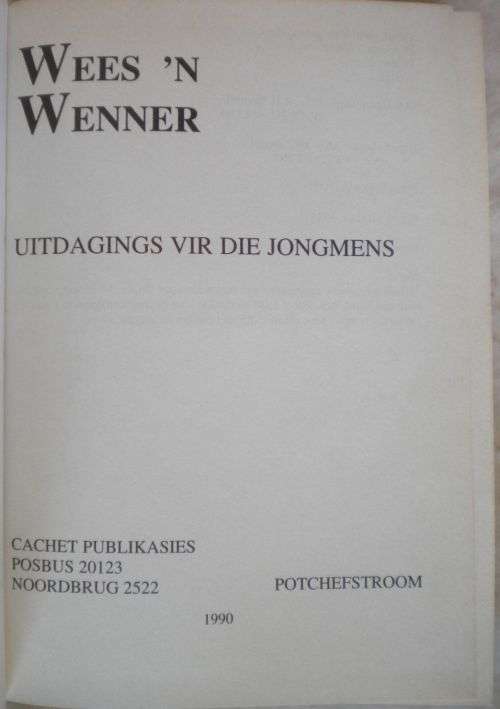 WEES 'N
WENNER
UITDAGINGS VIR DIE JONGMENS
CACHET PUBLIKASIES
POSBUS 20123
NOORDBRUG 2522 POTCHEFSTROOM
1990